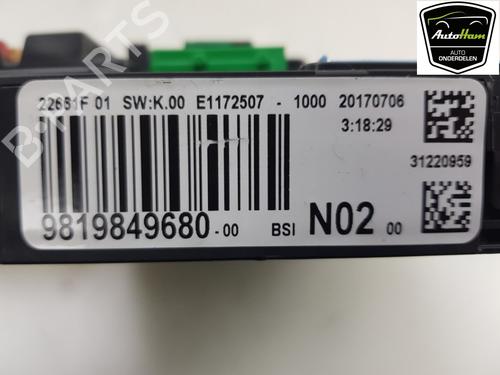 AutoHam
AUTO
ONDERDELEN
22661F 01 SW:K.00 E1172507 - 1000 20170706
3:18:29
31220959
9819849680-00 BSI N02 00
B-PARTS